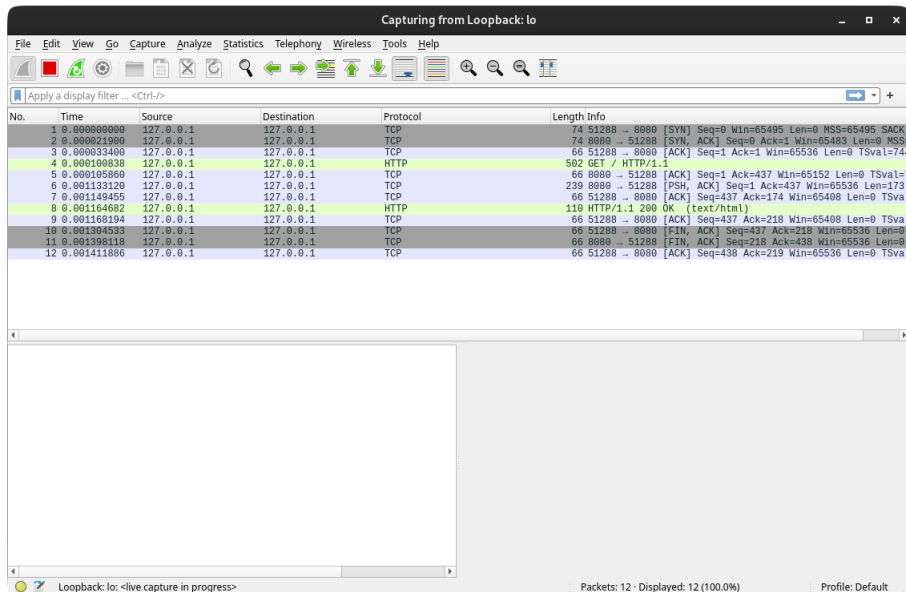 Capturing from Loopback: lo
File Edit View Go Capture Analyze Statistics Telephony Wireless Tools Help
Apply a display filter ... <Ctrl-/>
No. Time Source Destination Protocol Length Info
1 0.000000000 127.0.0.1 127.0.0.1 TCP 74 51288 → 8080 [SYN] Seq=0 Win=65495 Len=0 MSS=65495 SACK
2 0.000021900 127.0.0.1 127.0.0.1 TCP 74 8080 → 51288 [SYN, ACK] Seq=0 Ack=1 Win=65483 Len=0 MSS
3 0.000033400 127.0.0.1 127.0.0.1 TCP 66 51288 → 8080 [ACK] Seq=1 Ack=1 Win=65536 Len=0 TSval=74
4 0.000100838 127.0.0.1 127.0.0.1 HTTP 502 GET / HTTP/1.1
5 0.000105860 127.0.0.1 127.0.0.1 TCP 66 8080 → 51288 [ACK] Seq=1 Ack=437 Win=65152 Len=0 TSval=
6 0.001133120 127.0.0.1 127.0.0.1 TCP 239 8080 → 51288 [PSH, ACK] Seq=1 Ack=437 Win=65536 Len=173
7 0.001149455 127.0.0.1 127.0.0.1 TCP 66 51288 → 8080 [ACK] Seq=437 Ack=174 Win=65408 Len=0 TSva
8 0.001164682 127.0.0.1 127.0.0.1 HTTP 110 HTTP/1.1 200 OK (text/html)
9 0.001168194 127.0.0.1 127.0.0.1 TCP 66 51288 → 8080 [ACK] Seq=437 Ack=218 Win=65408 Len=0 TSva
10 0.001304533 127.0.0.1 127.0.0.1 TCP 66 51288 → 8080 [FIN, ACK] Seq=437 Ack=218 Win=65536 Len=0
11 0.001398118 127.0.0.1 127.0.0.1 TCP 66 8080 → 51288 [FIN, ACK] Seq=218 Ack=438 Win=65536 Len=0
12 0.001411886 127.0.0.1 127.0.0.1 TCP 66 51288 → 8080 [ACK] Seq=438 Ack=219 Win=65536 Len=0 TSva
Loopback: lo: <live capture in progress> Packets: 12 · Displayed: 12 (100.0%) Profile: Default